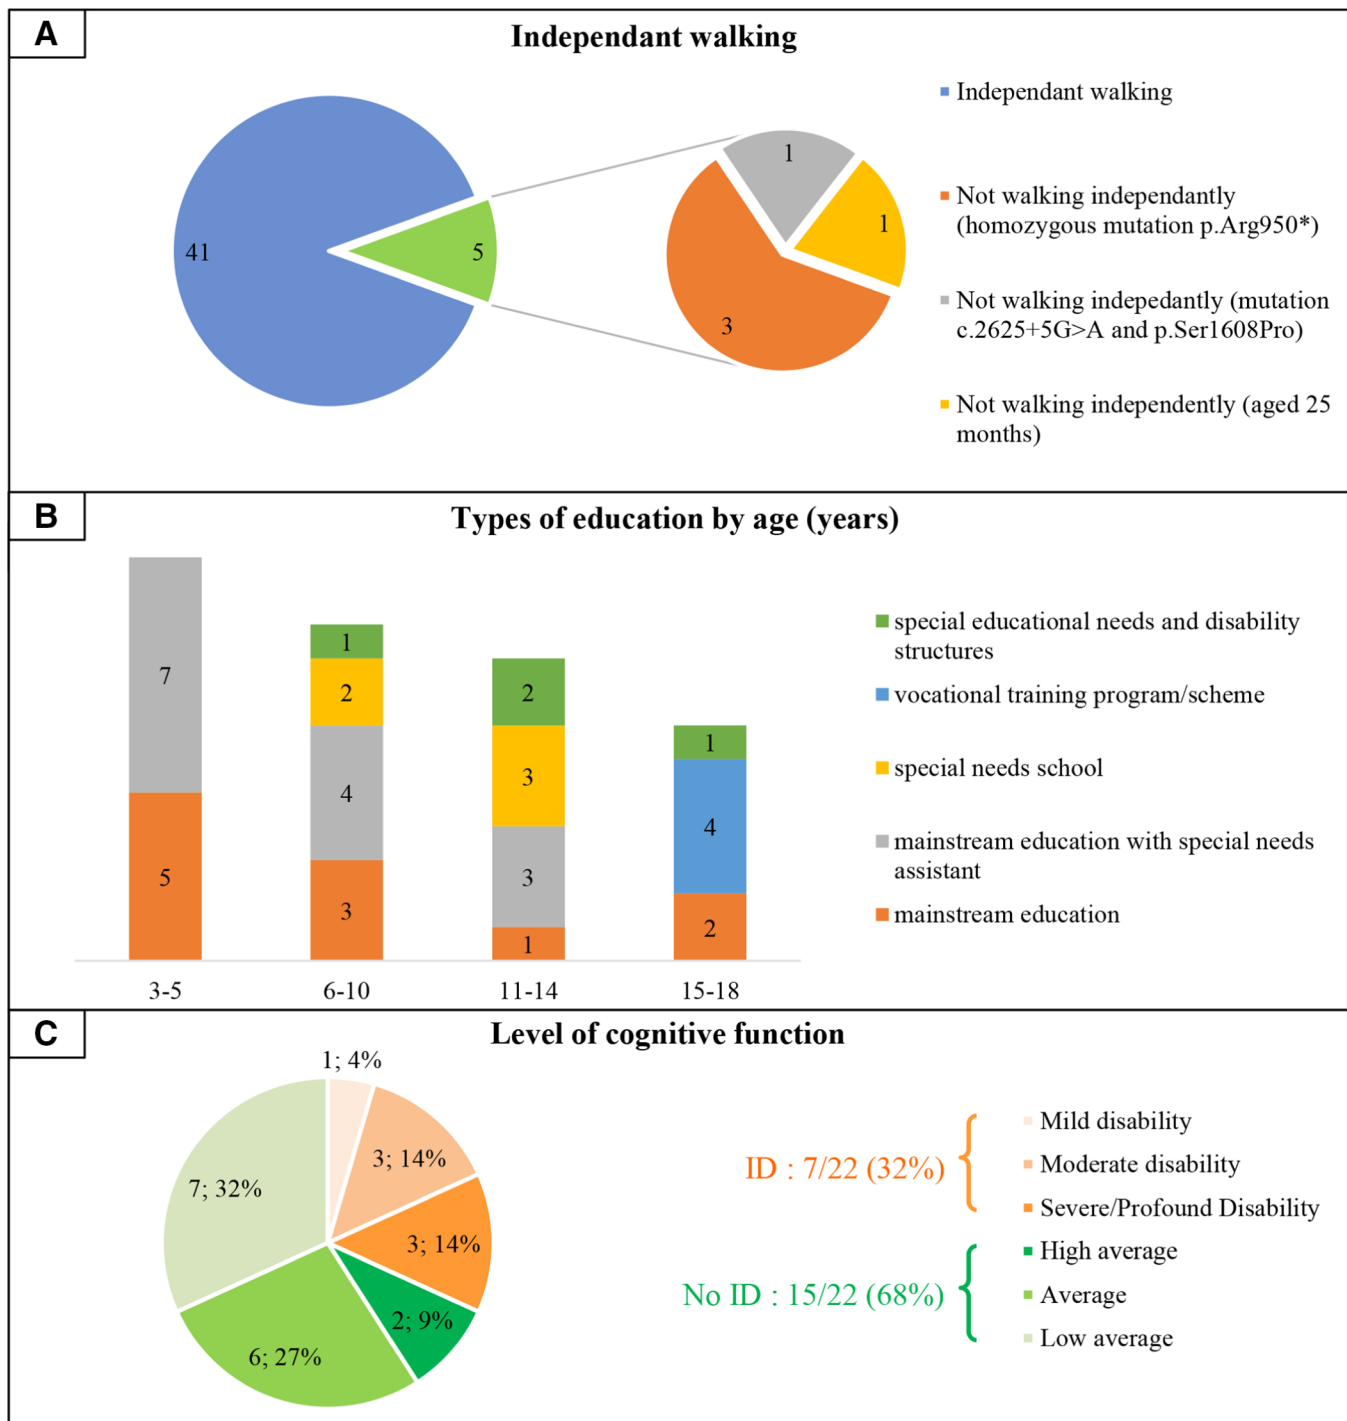 A
Independant walking
41
5
1
1
3
Independant walking
Not walking independantly
(homozygous mutation p.Arg950*)
Not walking indepedantly (mutation
c.2625+5G>A and p.Ser1608Pro)
Not walking independently (aged 25
months)
B
Types of education by age (years)
7
5
1
2
4
3
2
3
3
1
1
4
2
3-5
6-10
11-14
15-18
special educational needs and disability
structures
vocational training program/scheme
special needs school
mainstream education with special needs
assistant
mainstream education
C
Level of cognitive function
1; 4%
3; 14%
3; 14%
2; 9%
6; 27%
7; 32%
ID : 7/22 (32%)
No ID : 15/22 (68%)
Mild disability
Moderate disability
Severe/Profound Disability
High average
Average
Low average